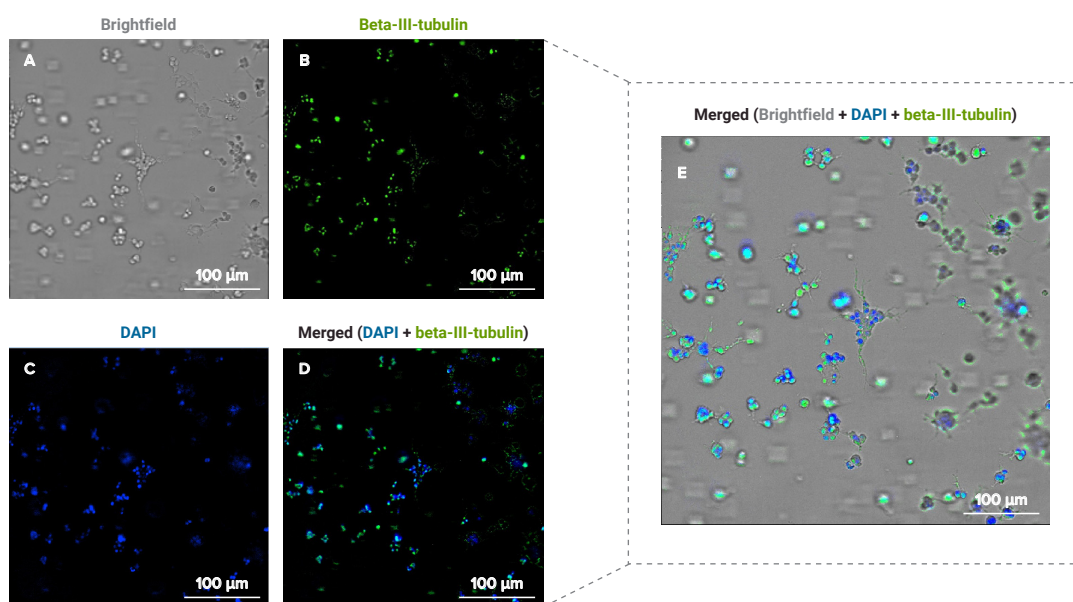 Brightfield
Beta-III-tubulin
A
B
100 µm
100 µm
DAPI
Merged (DAPI + beta-III-tubulin)
C
D
100 µm
100 µm
Merged (Brightfield + DAPI + beta-III-tubulin)
E
100 µm